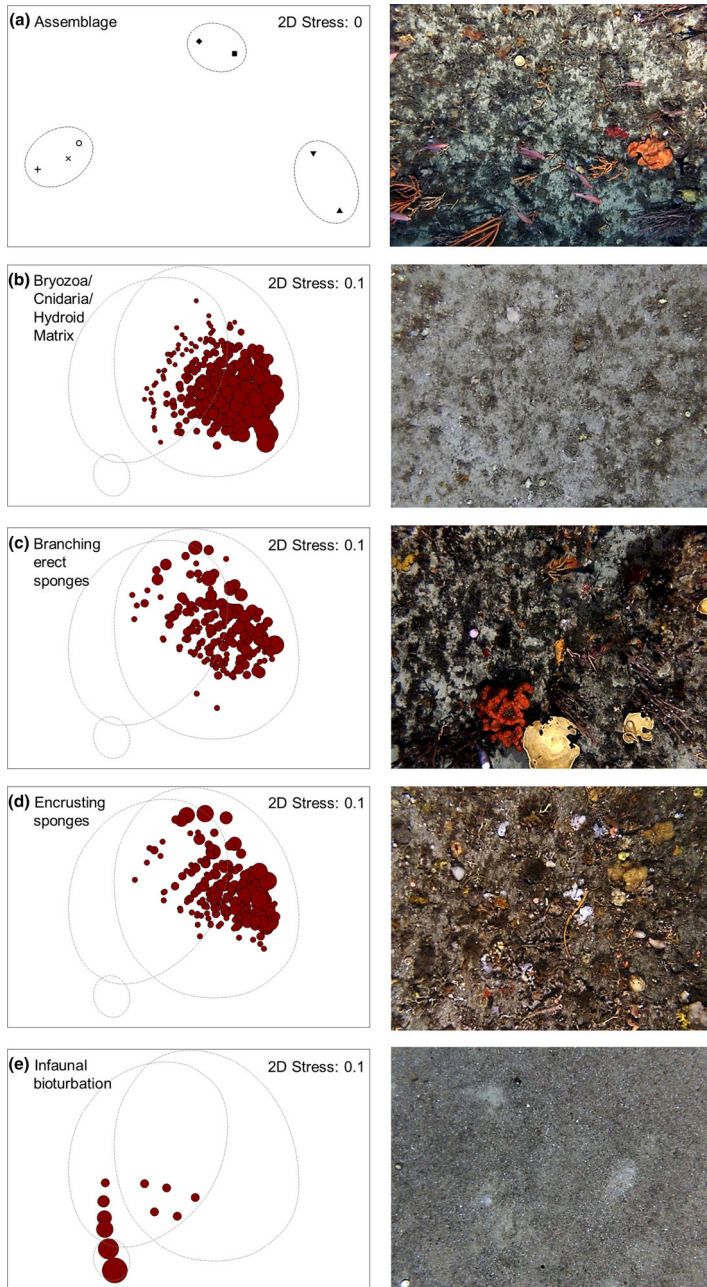 (a) Assemblage 2D Stress: 0
(b) Bryozoa/ 2D Stress: 0.1
Cnidaria/
Hydroid
Matrix
(c) Branching 2D Stress: 0.1
erect
sponges
(d) Encrusting 2D Stress: 0.1
sponges
(e) Infaunal 2D Stress: 0.1
bioturbation